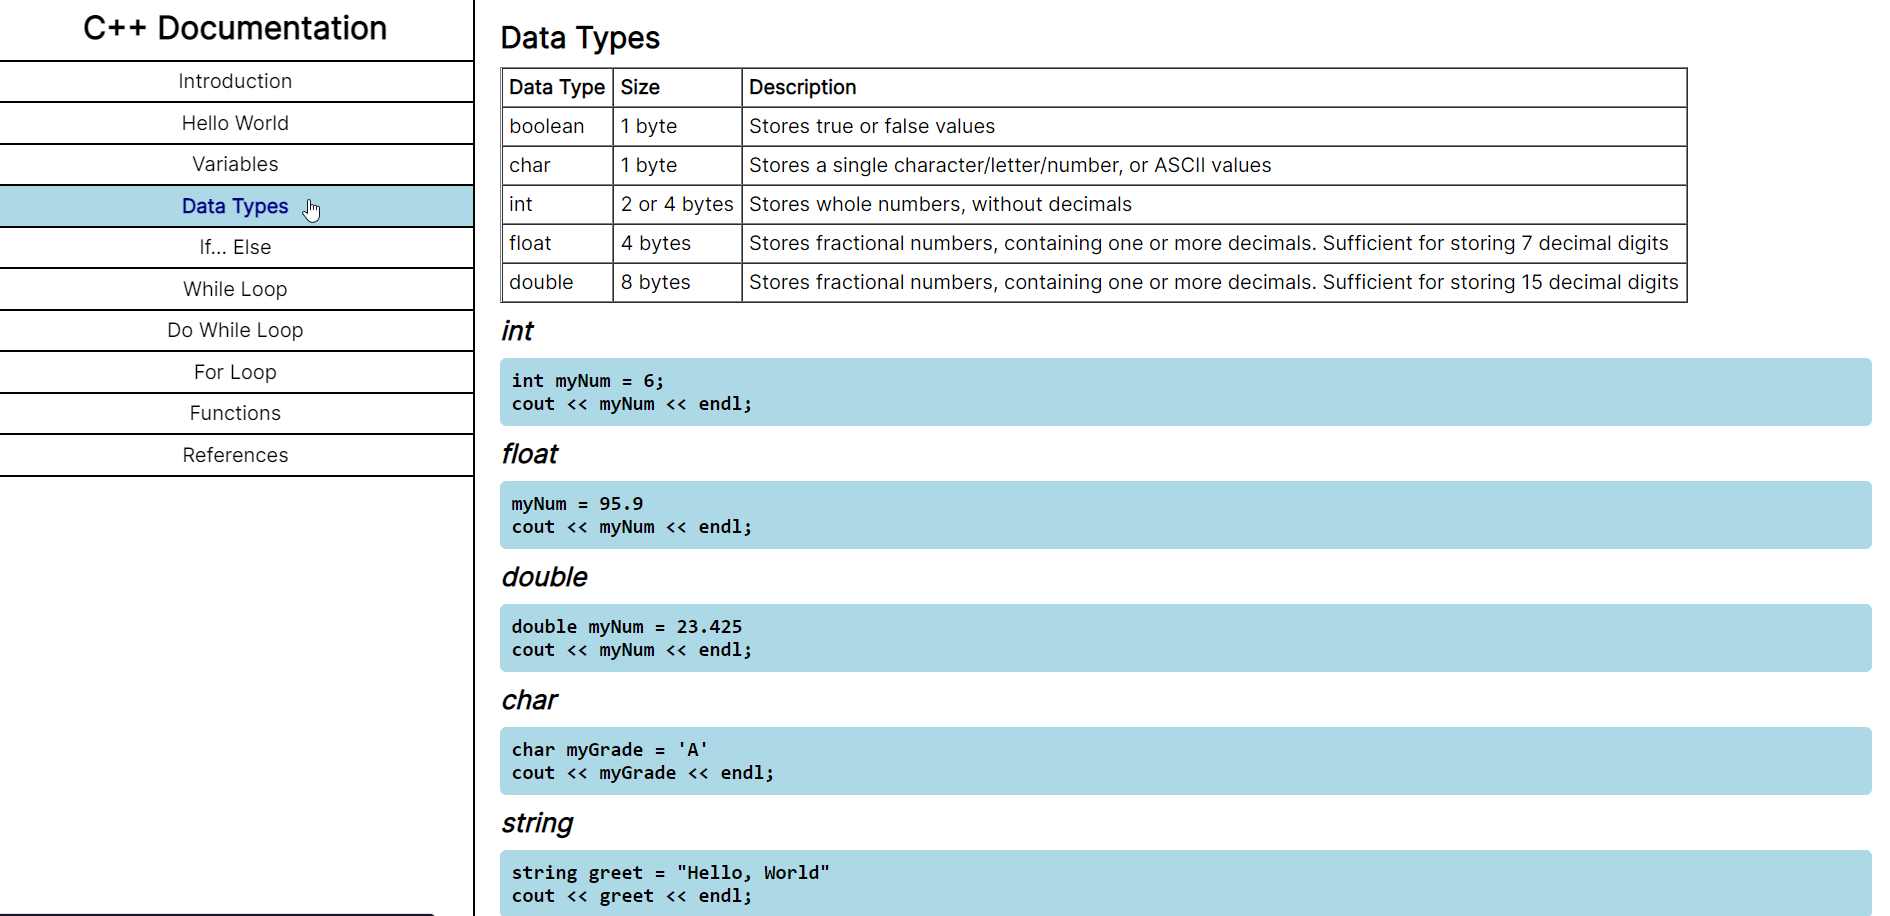 C++ Documentation
Introduction
Hello World
Variables
Data Types
If... Else
While Loop
Do While Loop
For Loop
Functions
References
Data Types
Data Type Size Description
boolean 1 byte Stores true or false values
char 1 byte Stores a single character/letter/number, or ASCII values
int 2 or 4 bytes Stores whole numbers, without decimals
float 4 bytes Stores fractional numbers, containing one or more decimals. Sufficient for storing 7 decimal digits
double 8 bytes Stores fractional numbers, containing one or more decimals. Sufficient for storing 15 decimal digits
int
int myNum = 6;
cout << myNum << endl;
float
myNum = 95.9
cout << myNum << endl;
double
double myNum = 23.425
cout << myNum << endl;
char
char myGrade = 'A'
cout << myGrade << endl;
string
string greet = "Hello, World"
cout << greet << endl;